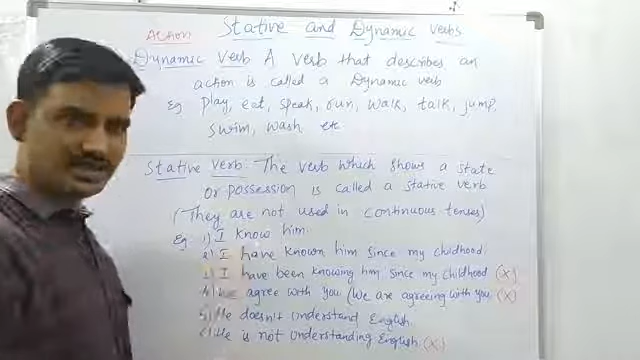 Action Stative and Dynamic verbs
Dynamic verb A verb that describes an
action is called a Dynamic verb
Eg play, eat, speak, run, walk, talk, jump,
swim, wash etc
Stative verb: The verb which shows a state
or possession is called a stative verb
(They are not used in continuous tenses)
Eg 1) I know him.
2) I have known him since my childhood.
3) I have been knowing him since my childhood (x)
4) We agree with you (We are agreeing with you (x)
5) He doesn't understand English.
6) He is not understanding English (x)